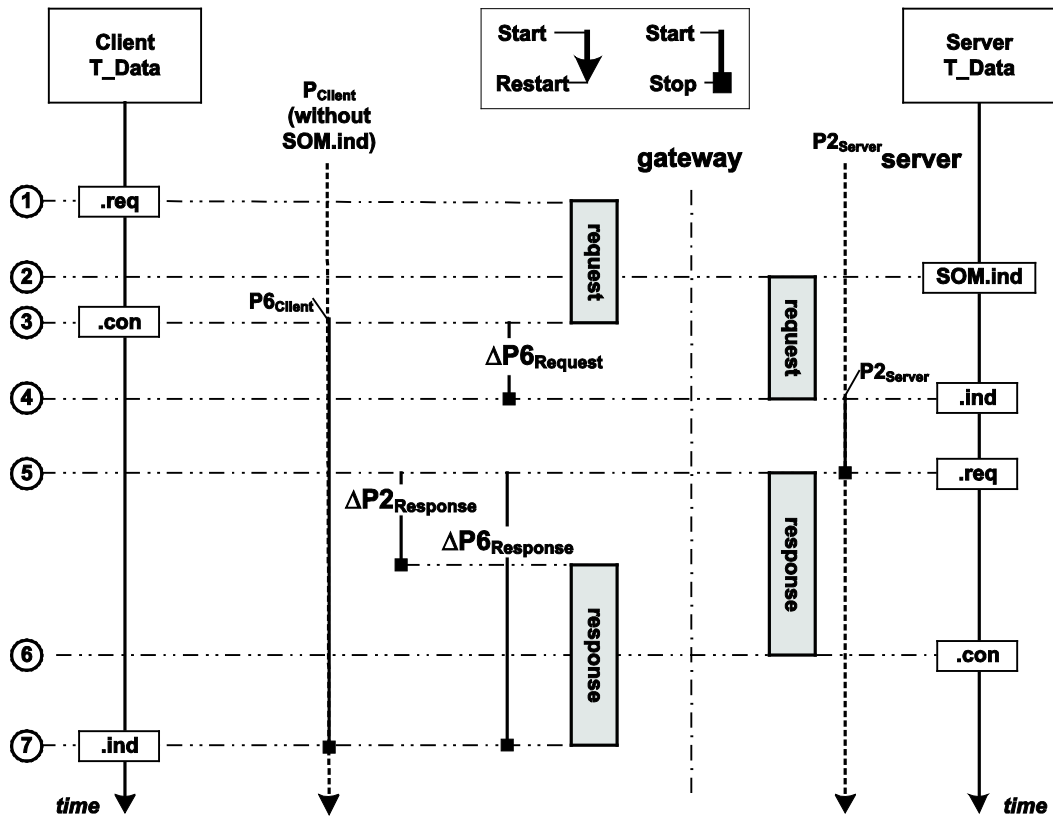 Client
T_Data
Start
Restart
Start
Stop
Server
T_Data
PClient
(without
SOM.ind)
gateway
P2Server
server
1
.req
request
2
SOM.ind
request
P6Client
3
.con
ΔP6Request
P2Server
4
.ind
5
.req
ΔP2Response
ΔP6Response
response
response
6
.con
7
.ind
time
time